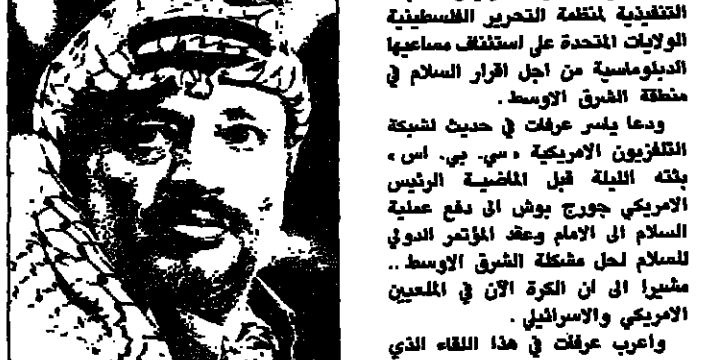 التنفيذية لمنظمة التحرير الفلسطينية
الولايات المتحدة على استئناف مساعيها
الدبلوماسية من اجل اقرار السلام في
منطقة الشرق الاوسط .
ودعا ياسر عرفات في حديث لشبكة
التلفزيون الامريكية « سي. بي. اس »
بثته الليلة قبل الماضية الرئيس
الامريكي جورج بوش الى دفع عملية
السلام الى الامام وعقد المؤتمر الدولي
للسلام لحل مشكلة الشرق الاوسط ..
مشيرا الى ان الكرة الآن في الملعبين
الامريكي والاسرائيلي .
واعرب عرفات في هذا اللقاء الذي